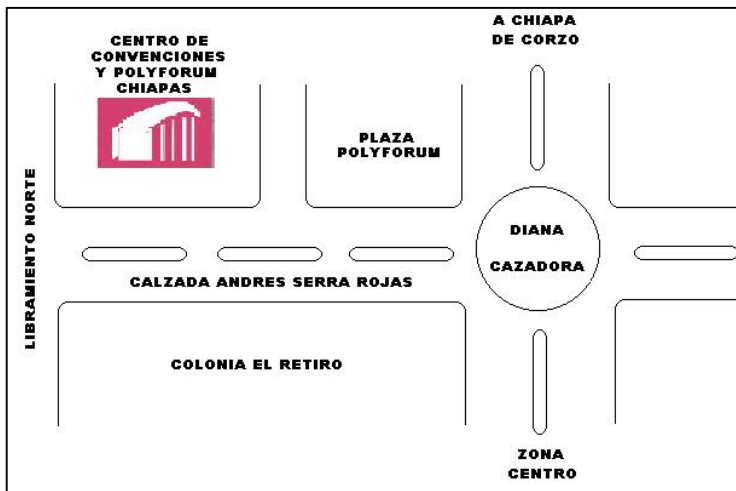 A CHIAPA
DE CORZO
CENTRO DE
CONVENCIONES
Y POLYFORUM
CHIAPAS
PLAZA
POLYFORUM
LIBRAMIENTO NORTE
DIANA
CAZADORA
CALZADA ANDRES SERRA ROJAS
COLONIA EL RETIRO
ZONA
CENTRO